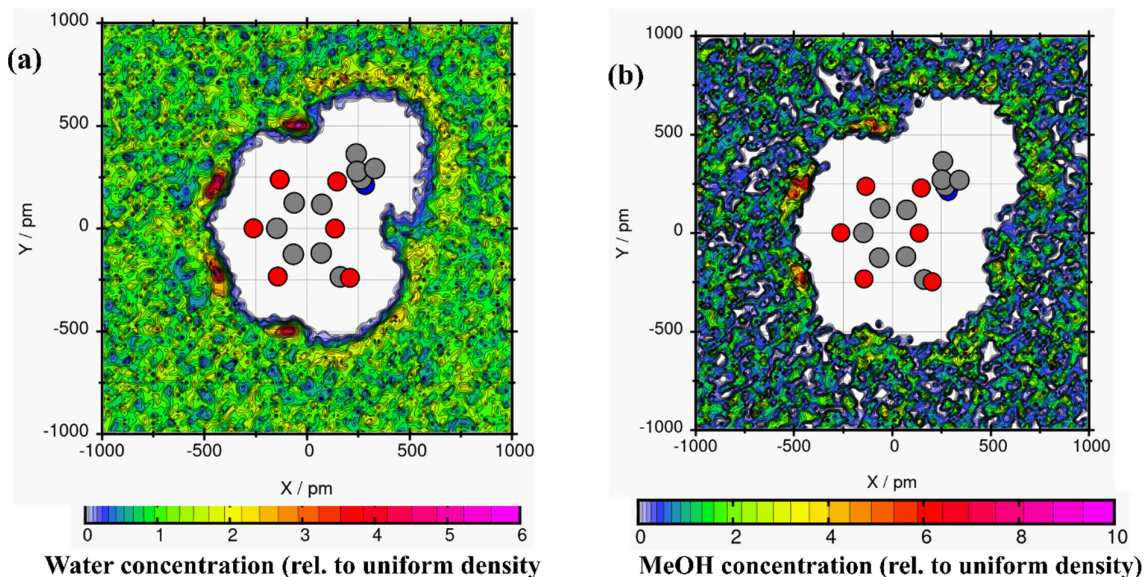 (a)
1000
500
0
-500
-1000
Y / pm
-1000 -500 0 500 1000
X / pm
0 1 2 3 4 5 6
Water concentration (rel. to uniform density
(b)
1000
500
0
-500
-1000
Y / pm
-1000 -500 0 500 1000
X / pm
0 2 4 6 8 10
MeOH concentration (rel. to uniform density)